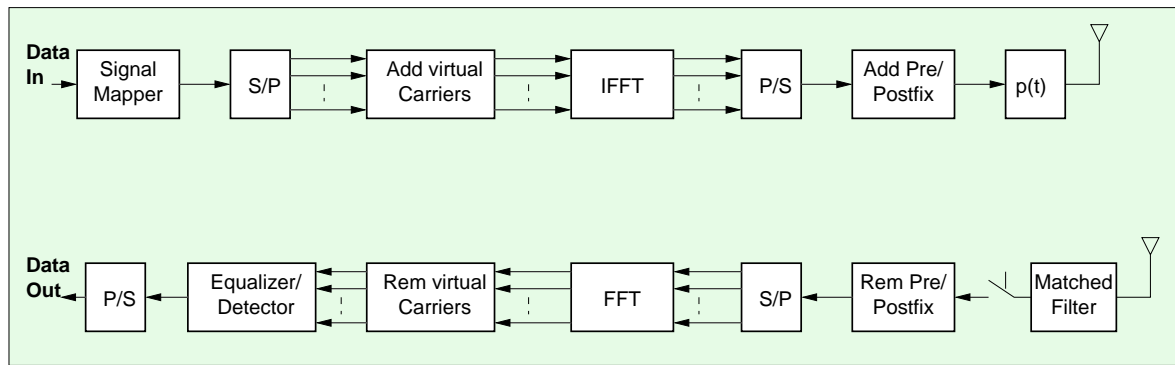 Data
In
Signal
Mapper
S/P
Add virtual
Carriers
IFFT
P/S
Add Pre/
Postfix
p(t)
Data
Out
P/S
Equalizer/
Detector
Rem virtual
Carriers
FFT
S/P
Rem Pre/
Postfix
Matched
Filter